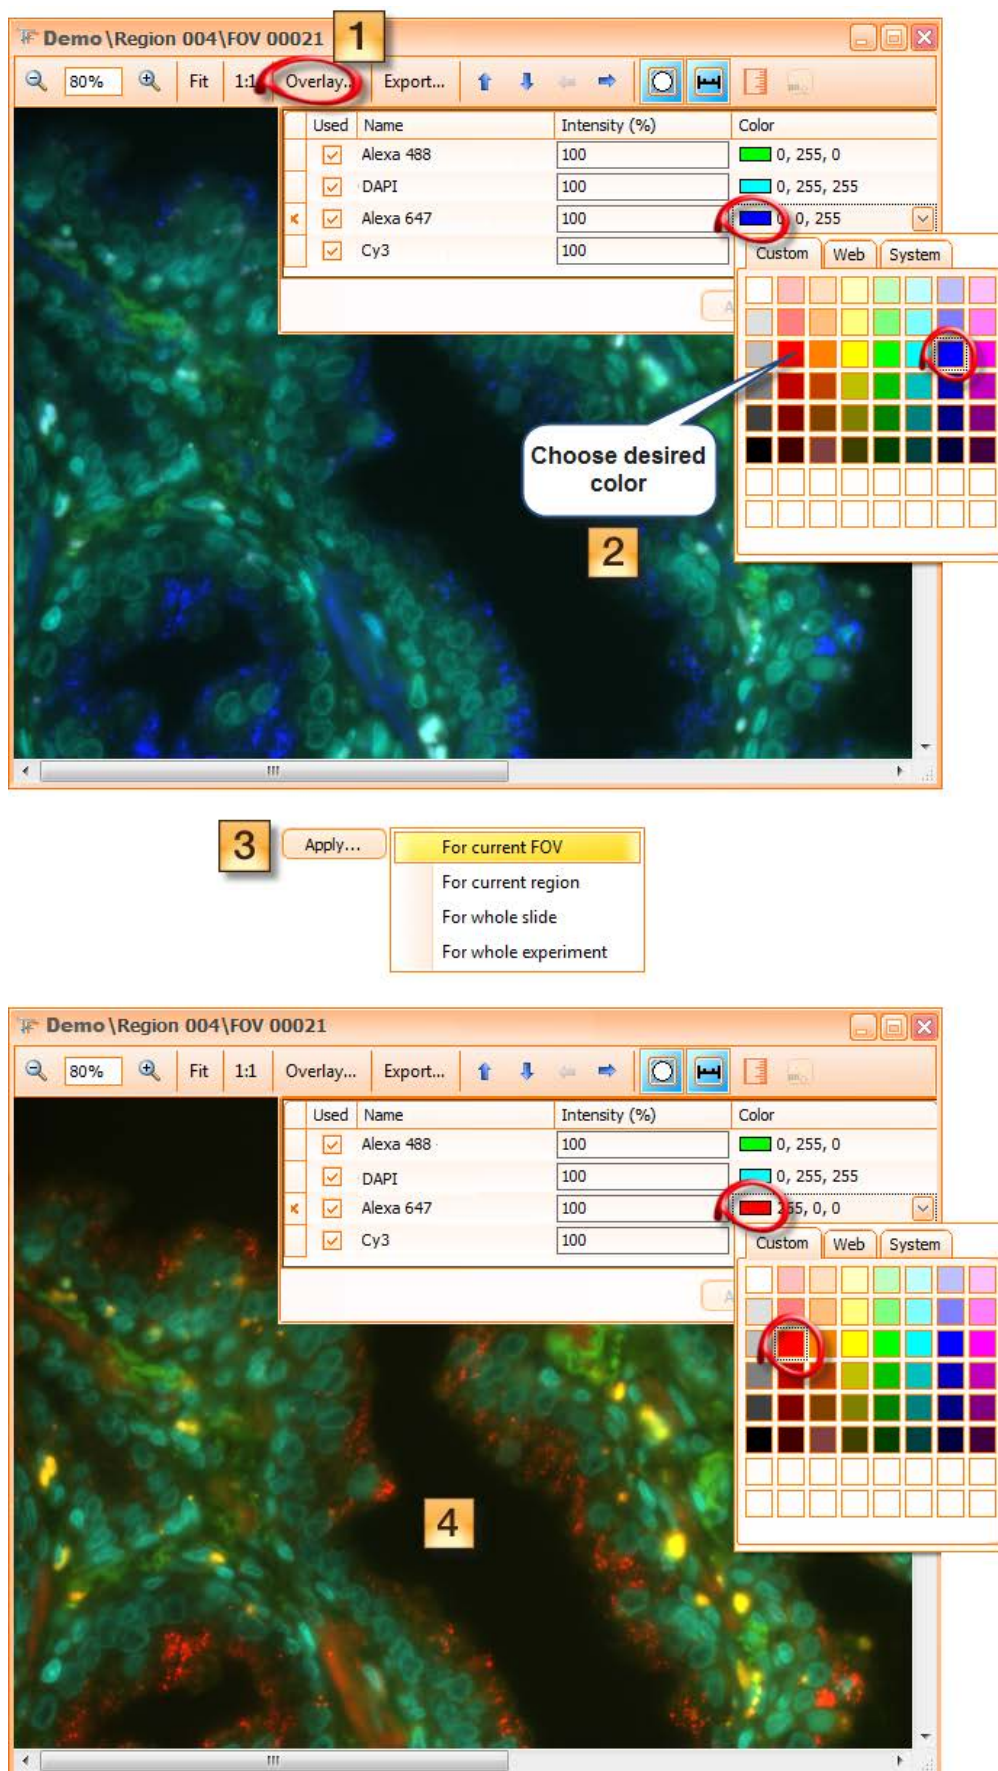 Demo\Region 004\FOV 00021
1
80%
Fit
1:1
Overlay...
Export...
Used Name Intensity (%) Color
Alexa 488 100 0, 255, 0
DAPI 100 0, 255, 255
Alexa 647 100 0, 0, 255
Cy3 100
Custom Web System
Choose desired
color
2
3
Apply...
For current FOV
For current region
For whole slide
For whole experiment
Demo\Region 004\FOV 00021
80%
Fit
1:1
Overlay...
Export...
Used Name Intensity (%) Color
Alexa 488 100 0, 255, 0
DAPI 100 0, 255, 255
Alexa 647 100 255, 0, 0
Cy3 100
Custom Web System
4